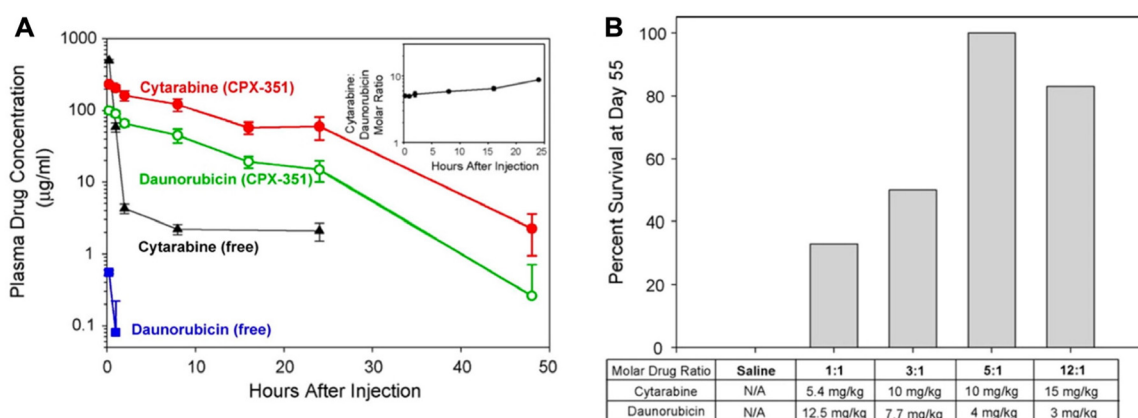 A
1000
100
10
1
0.1
Plasma Drug Concentration
(µg/ml)
Cytarabine (CPX-351)
Daunorubicin (CPX-351)
Cytarabine (free)
Daunorubicin (free)
0 10 20 30 40 50
Hours After Injection
Cytarabine:
Daunorubicin
Molar Ratio
10
1
0 5 10 15 20 25
Hours After Injection
B
Percent Survival at Day 55
100
80
60
40
20
0
Molar Drug Ratio Saline 1:1 3:1 5:1 12:1
Cytarabine N/A 5.4 mg/kg 10 mg/kg 10 mg/kg 15 mg/kg
Daunorubicin N/A 12.5 mg/kg 7.7 mg/kg 4 mg/kg 3 mg/kg